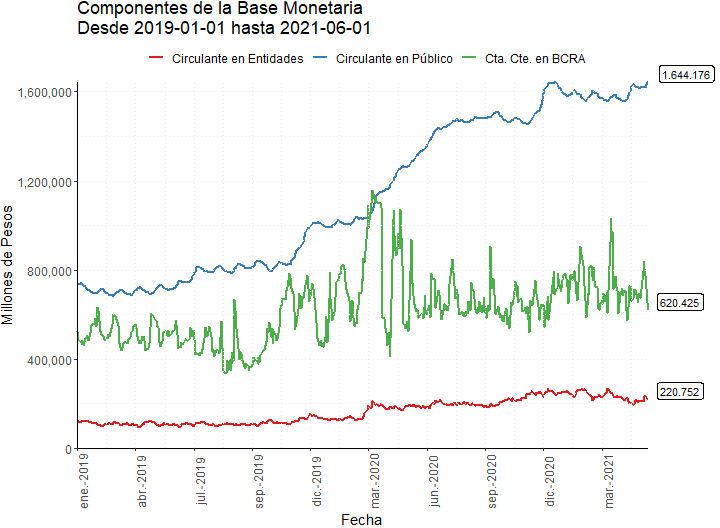 Componentes de la Base Monetaria
Desde 2019-01-01 hasta 2021-06-01
Circulante en Entidades Circulante en Público Cta. Cte. en BCRA
1.644.176
1,600,000
1,200,000
800,000
620.425
400,000
220.752
0
Millones de Pesos
ene.-2019 abr.-2019 jul.-2019 sep.-2019 dic.-2019 mar.-2020 jun.-2020 sep.-2020 dic.-2020 mar.-2021
Fecha